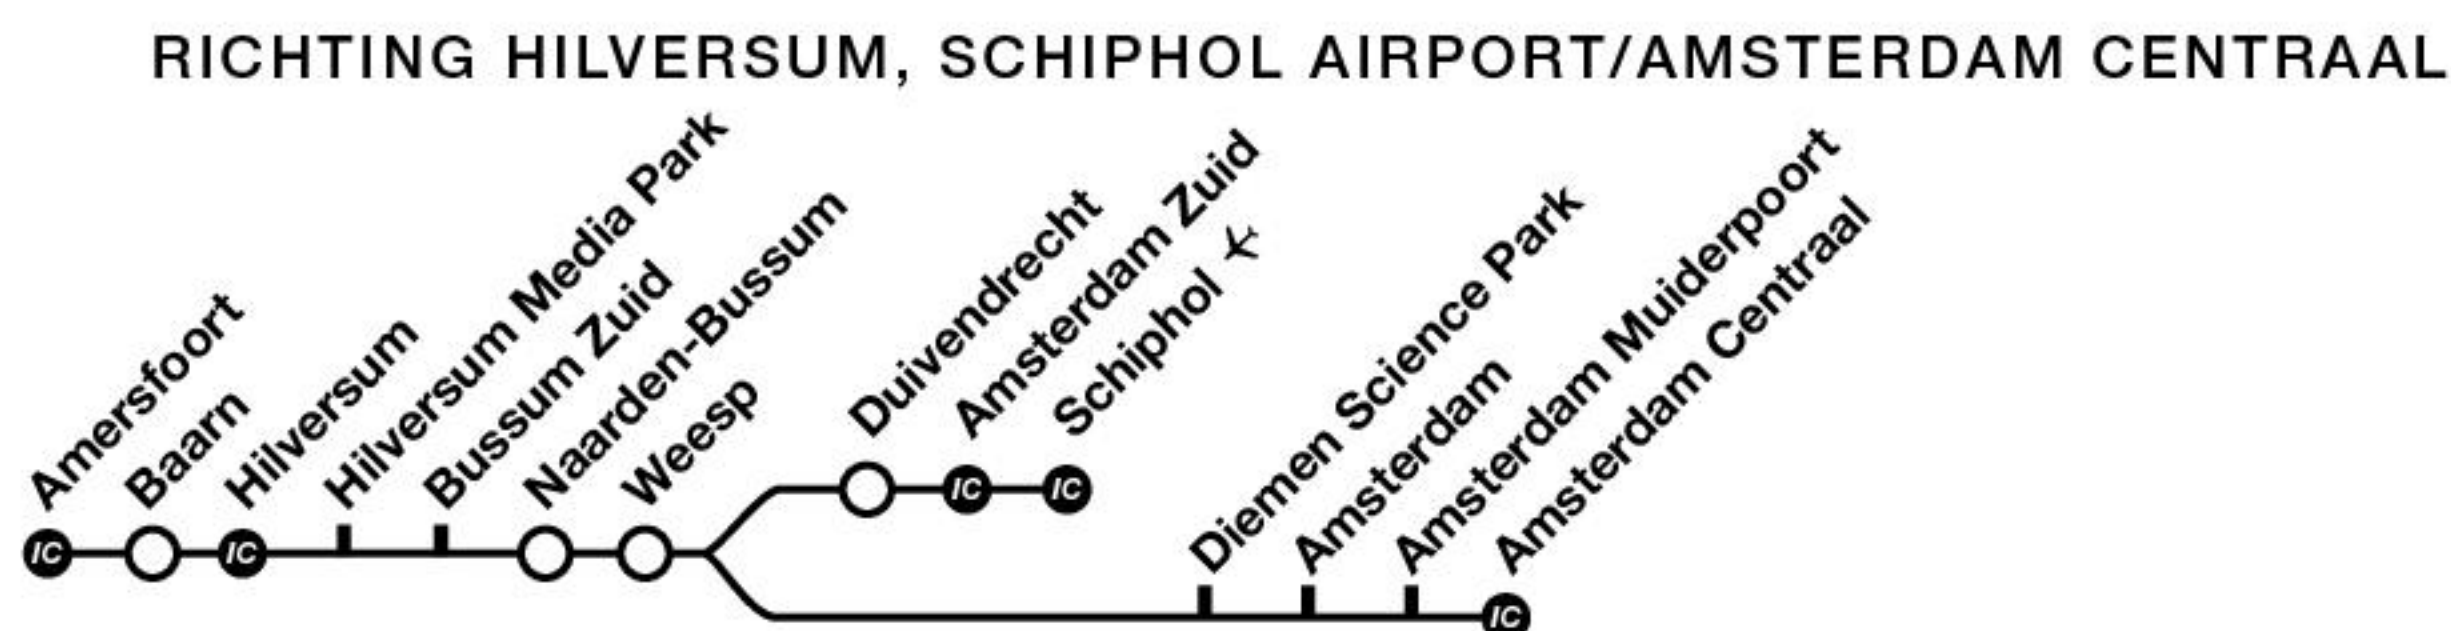 RICHTING HILVERSUM, SCHIPHOL AIRPORT/AMSTERDAM CENTRAAL
Amersfoort
Baarn
Hilversum
Hilversum Media Park
Bussum Zuid
Naarden-Bussum
Weesp
Duivendrecht
Amsterdam Zuid
Schiphol
Diemen Science Park
Amsterdam
Amsterdam Muiderpoort
Amsterdam Centraal
IC
IC
IC
IC
IC